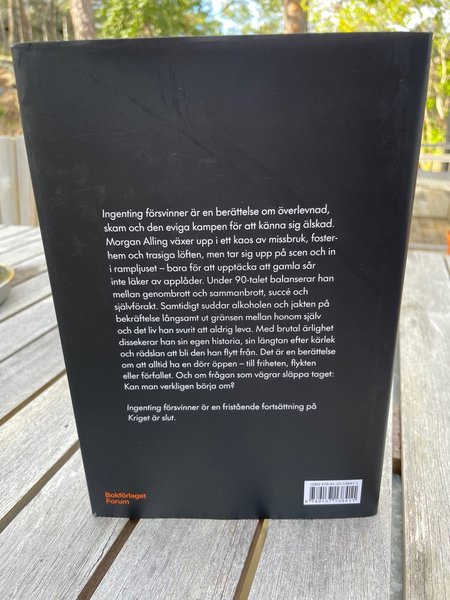 Ingenting försvinner är en berättelse om överlevnad,
skam och den eviga kampen för att känna sig älskad.
Morgan Alling växer upp i ett kaos av missbruk, foster-
hem och trasiga löften, men tar sig upp på scen och in
i rampljuset – bara för att upptäcka att gamla sår
inte läker av applåder. Under 90-talet balanserar han
mellan genombrott och sammanbrott, succé och
självförakt. Samtidigt suddar alkoholen och jakten på
bekräftelse långsamt ut gränsen mellan honom själv
och det liv han svurit att aldrig leva. Med brutal ärlighet
dissekerar han sin egen historia, sin längtan efter kärlek
och rädslan att bli den han flytt från. Det är en berättelse
om att alltid ha en dörr öppen – till friheten, flykten
eller förfallet. Och om frågan som vägrar släppa taget:
Kan man verkligen börja om?
Ingenting försvinner är en fristående fortsättning på
Kriget är slut.
Bokförlaget
Forum